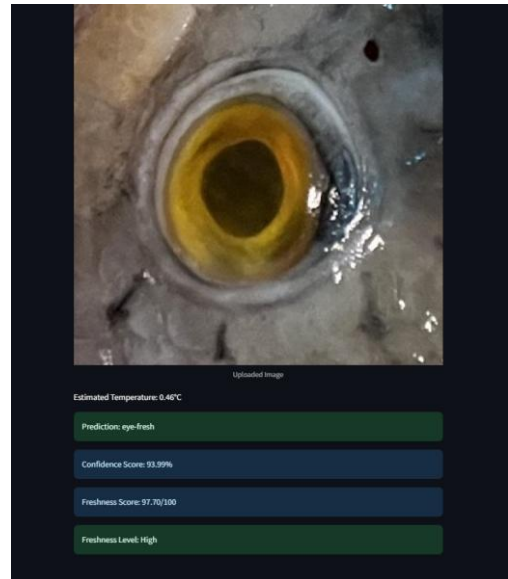 Uploaded Image
Estimated Temperature: 0.46°C
Prediction: eye-fresh
Confidence Score: 93.99%
Freshness Score: 97.70/100
Freshness Level: High